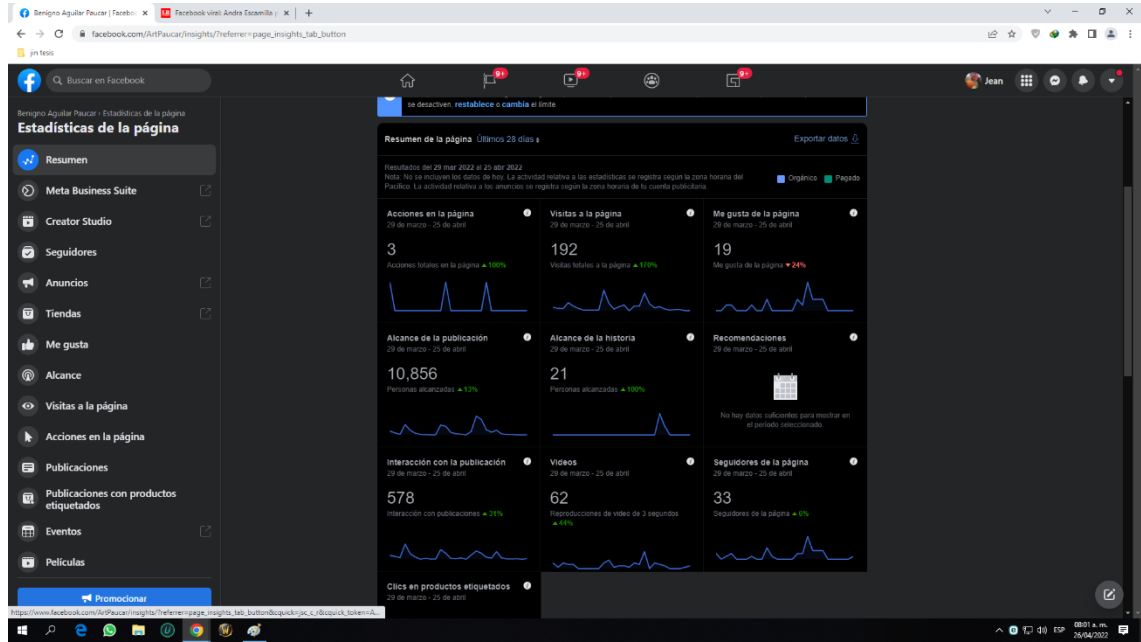 Benigno Aguilar Paucar | Facebo
Facebook viral: Andra Escamilla
facebook.com/ArtPaucar/insights/?referrer=page_insights_tab_button
jin tesis
Buscar en Facebook
9+
9+
9+
Jean
Benigno Aguilar Paucar › Estadísticas de la página
Estadísticas de la página
Resumen
Meta Business Suite
Creator Studio
Seguidores
Anuncios
Tiendas
Me gusta
Alcance
Visitas a la página
Acciones en la página
Publicaciones
Publicaciones con productos
etiquetados
Eventos
Películas
Promocionar
se desactiven, restablece o cambia el límite.
Resumen de la página Últimos 28 días
Exportar datos
Resultados del 29 mar 2022 al 25 abr 2022
Nota: No se incluyen los datos de hoy. La actividad relativa a las estadísticas se registra según la zona horaria del
Pacífico. La actividad relativa a los anuncios se registra según la zona horaria de tu cuenta publicitaria.
Orgánico Pagado
Acciones en la página
29 de marzo - 25 de abril
3
Acciones totales en la página ▲100%
Visitas a la página
29 de marzo - 25 de abril
192
Visitas totales a la página ▲170%
Me gusta de la página
29 de marzo - 25 de abril
19
Me gusta de la página ▼24%
Alcance de la publicación
29 de marzo - 25 de abril
10,856
Personas alcanzadas ▲13%
Alcance de la historia
29 de marzo - 25 de abril
21
Personas alcanzadas ▲100%
Recomendaciones
29 de marzo - 25 de abril
No hay datos suficientes para mostrar en
el período seleccionado.
Interacción con la publicación
29 de marzo - 25 de abril
578
Interacción con publicaciones ▲31%
Videos
29 de marzo - 25 de abril
62
Reproducciones de video de 3 segundos
▲44%
Seguidores de la página
29 de marzo - 25 de abril
33
Seguidores de la página ▲6%
Clics en productos etiquetados
29 de marzo - 25 de abril
https://www.facebook.com/ArtPaucar/insights/?referrer=page_insights_tab_button&cquick=jsc_c_r&cquick_token=A...
ESP
08:01 a. m.
26/04/2022